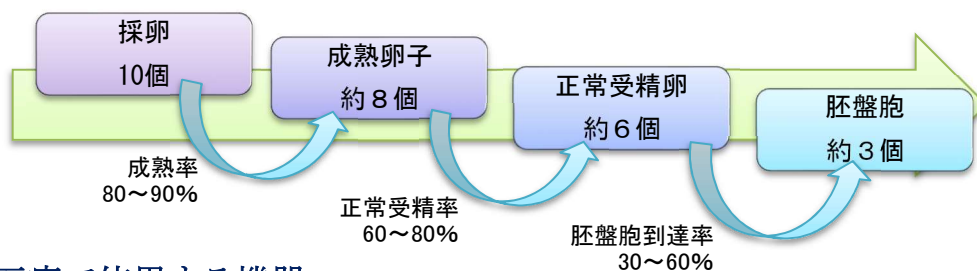 採卵
10個
成熟卵子
約８個
正常受精卵
約６個
胚盤胞
約３個
成熟率
80～90%
正常受精率
60～80%
胚盤胞到達率
30～60%